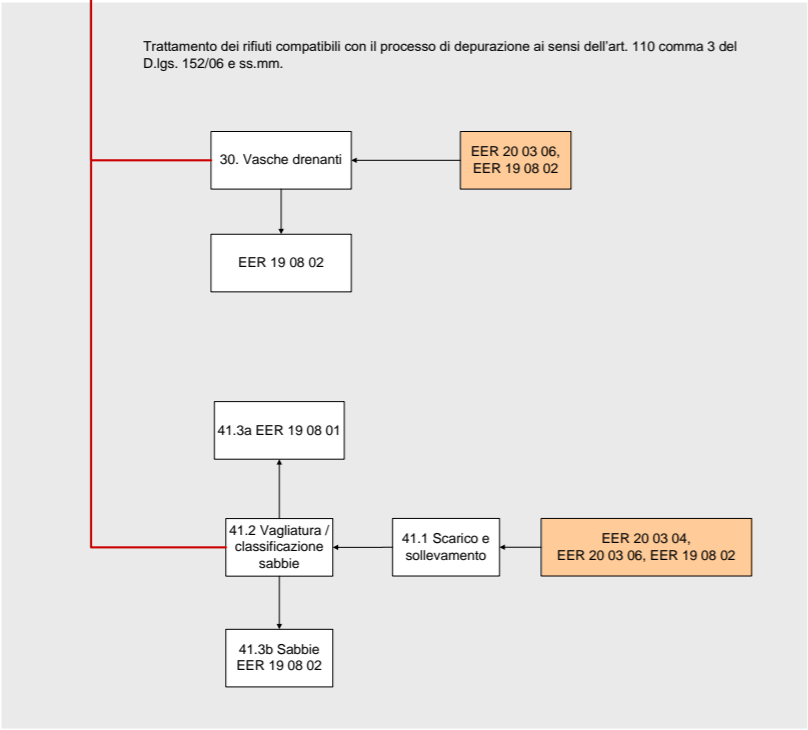 Trattamento dei rifiuti compatibili con il processo di depurazione ai sensi dell'art. 110 comma 3 del
D.lgs. 152/06 e ss.mm.
30. Vasche drenanti
EER 20 03 06,
EER 19 08 02
EER 19 08 02
41.3a EER 19 08 01
41.2 Vagliatura /
classificazione
sabbie
41.1 Scarico e
sollevamento
EER 20 03 04,
EER 20 03 06, EER 19 08 02
41.3b Sabbie
EER 19 08 02